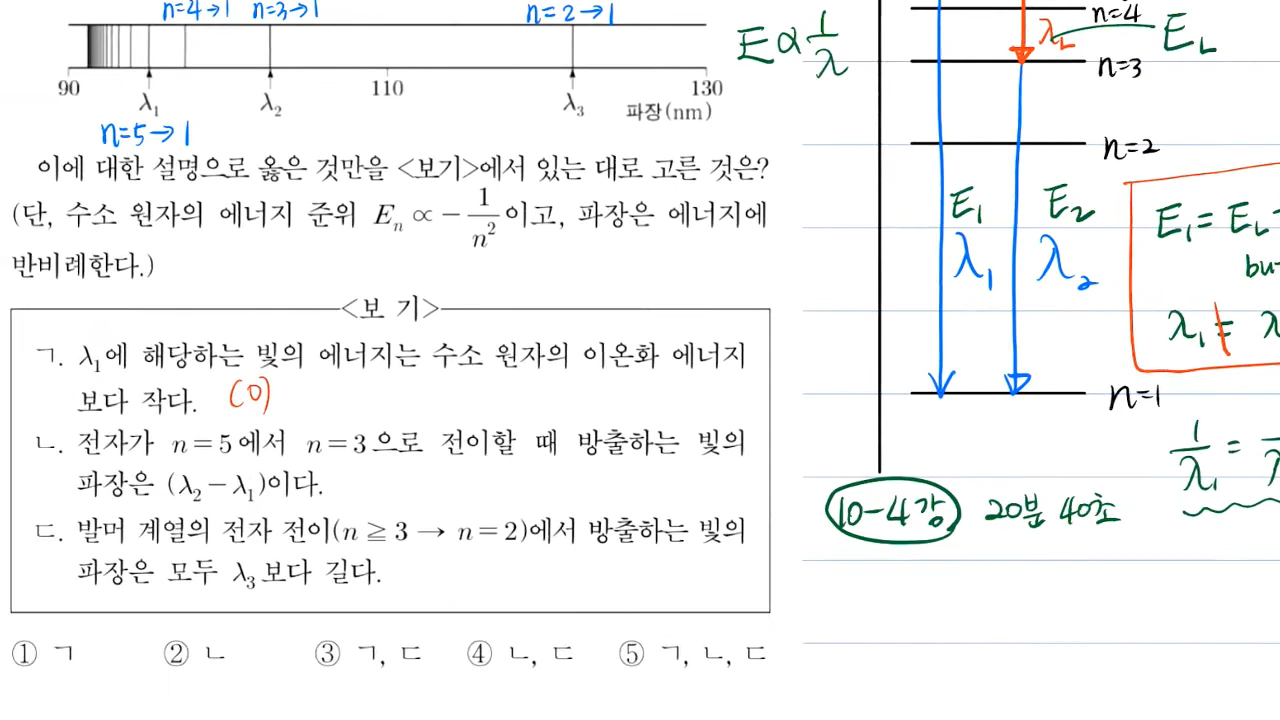 n=4→1 n=3→1 n=2→1
90 λ₁ λ₂ 110 λ₃ 130
파장(nm)
n=5→1
이에 대한 설명으로 옳은 것만을 <보기>에서 있는 대로 고른 것은?
(단, 수소 원자의 에너지 준위 Eₙ ∝ -1/n² 이고, 파장은 에너지에
반비례한다.)
<보 기>
ㄱ. λ₁에 해당하는 빛의 에너지는 수소 원자의 이온화 에너지
보다 작다. (O)
ㄴ. 전자가 n=5에서 n=3으로 전이할 때 방출하는 빛의
파장은 (λ₂-λ₁)이다.
ㄷ. 발머 계열의 전자 전이(n≧3 → n=2)에서 방출하는 빛의
파장은 모두 λ₃보다 길다.
① ㄱ ② ㄴ ③ ㄱ, ㄷ ④ ㄴ, ㄷ ⑤ ㄱ, ㄴ, ㄷ
E∝1/λ
n=4
λL EL
n=3
n=2
E₁ E₂
λ₁ λ₂
E₁=EL
λ₁≠λ
n=1
1/λ₁=
10-4강 20분 40초